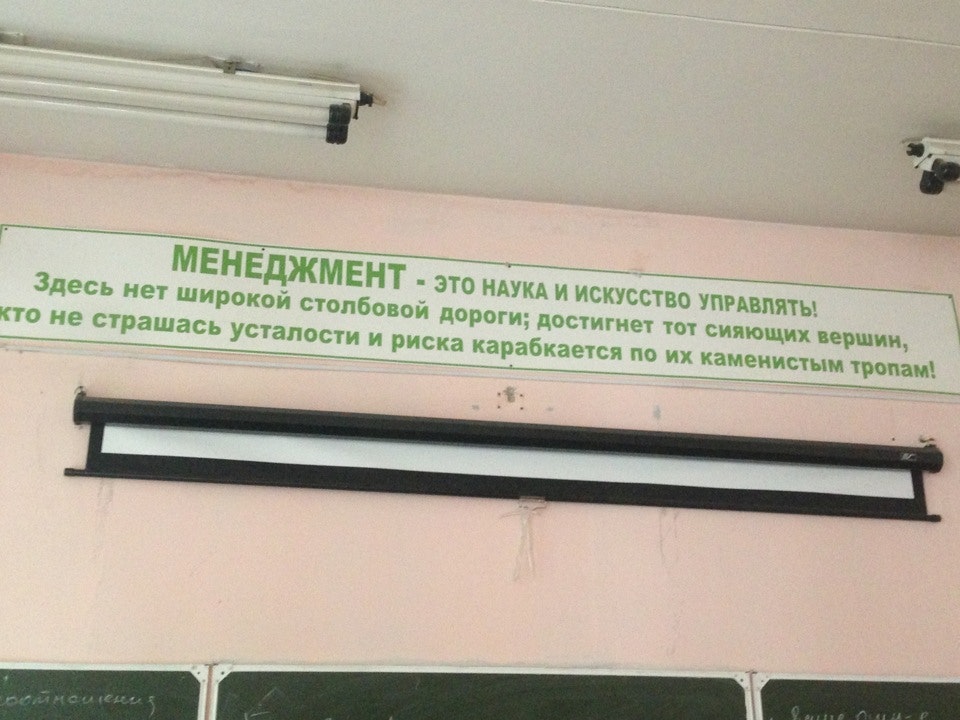 МЕНЕДЖМЕНТ - ЭТО НАУКА И ИСКУССТВО УПРАВЛЯТЬ!
Здесь нет широкой столбовой дороги; достигнет тот сияющих вершин,
кто не страшась усталости и риска карабкается по их каменистым тропам!